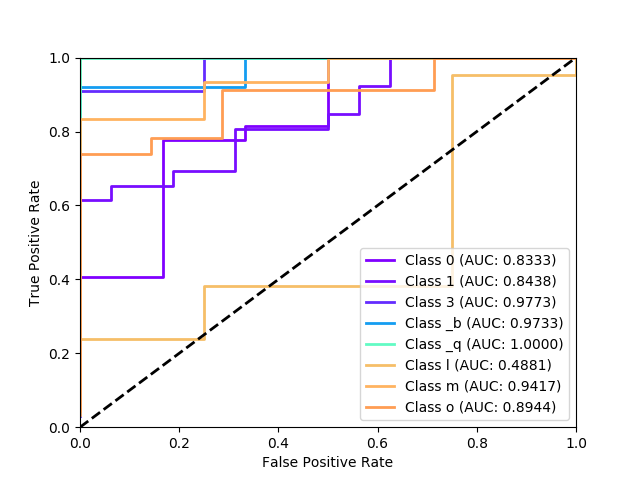 1.0
0.8
0.6
0.4
0.2
0.0
True Positive Rate
Class 0 (AUC: 0.8333)
Class 1 (AUC: 0.8438)
Class 3 (AUC: 0.9773)
Class _b (AUC: 0.9733)
Class _q (AUC: 1.0000)
Class l (AUC: 0.4881)
Class m (AUC: 0.9417)
Class o (AUC: 0.8944)
0.0 0.2 0.4 0.6 0.8 1.0
False Positive Rate